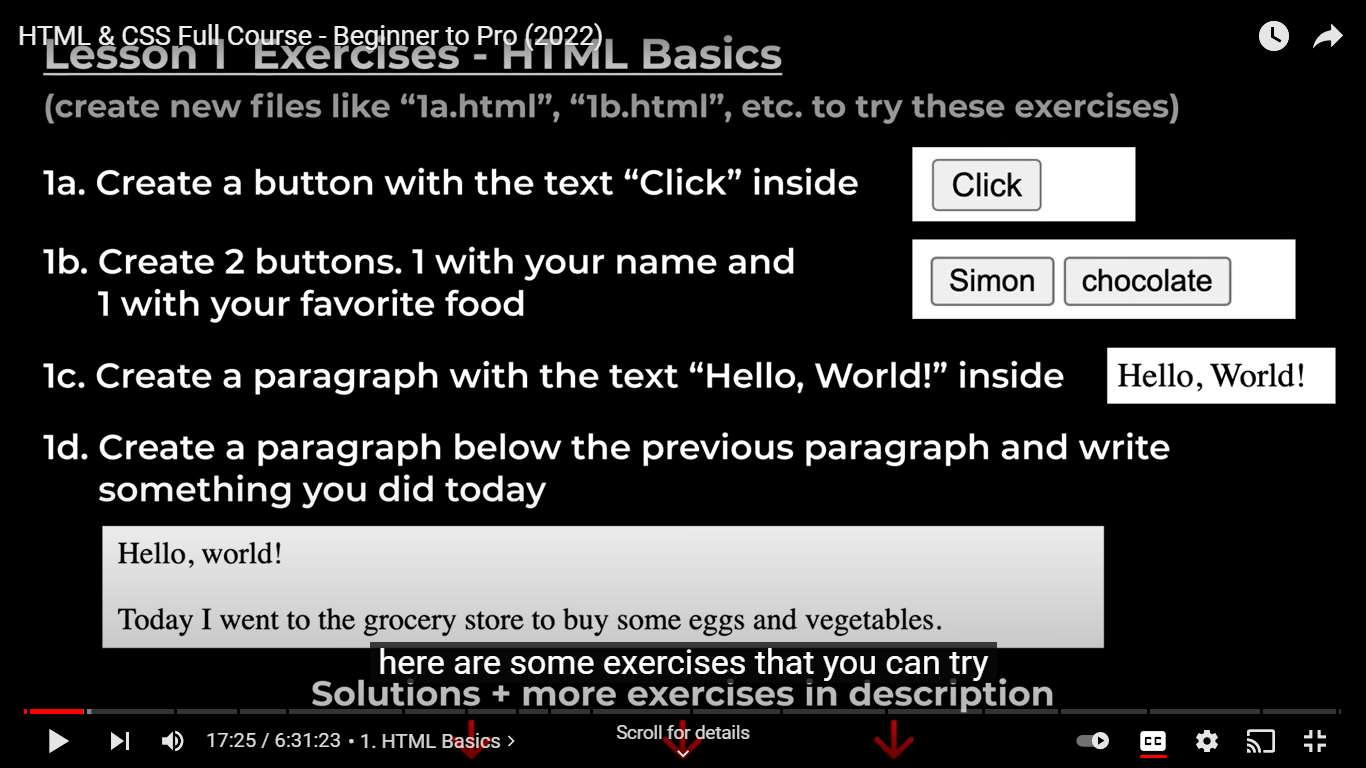 HTML & CSS Full Course - Beginner to Pro (2022)
Lesson 1 Exercises - HTML Basics
(create new files like “1a.html”, “1b.html”, etc. to try these exercises)
1a. Create a button with the text “Click” inside
Click
1b. Create 2 buttons. 1 with your name and
1 with your favorite food
Simon chocolate
1c. Create a paragraph with the text “Hello, World!” inside
Hello, World!
1d. Create a paragraph below the previous paragraph and write
something you did today
Hello, world!
Today I went to the grocery store to buy some eggs and vegetables.
here are some exercises that you can try
Solutions + more exercises in description
17:25 / 6:31:23 • 1. HTML Basics
Scroll for details
CC